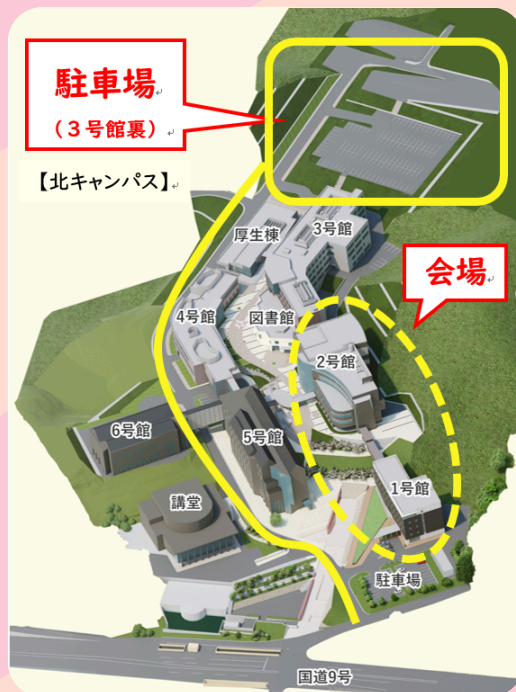 駐車場
(３号館裏)
【北キャンパス】
厚生棟
3号館
会場
4号館
図書館
2号館
6号館
5号館
1号館
講堂
駐車場
国道9号